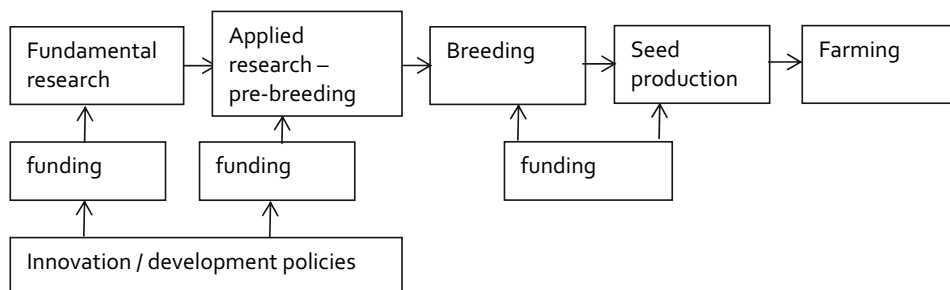 Fundamental
research
Applied
research –
pre-breeding
Breeding
Seed
production
Farming
funding
funding
funding
Innovation / development policies